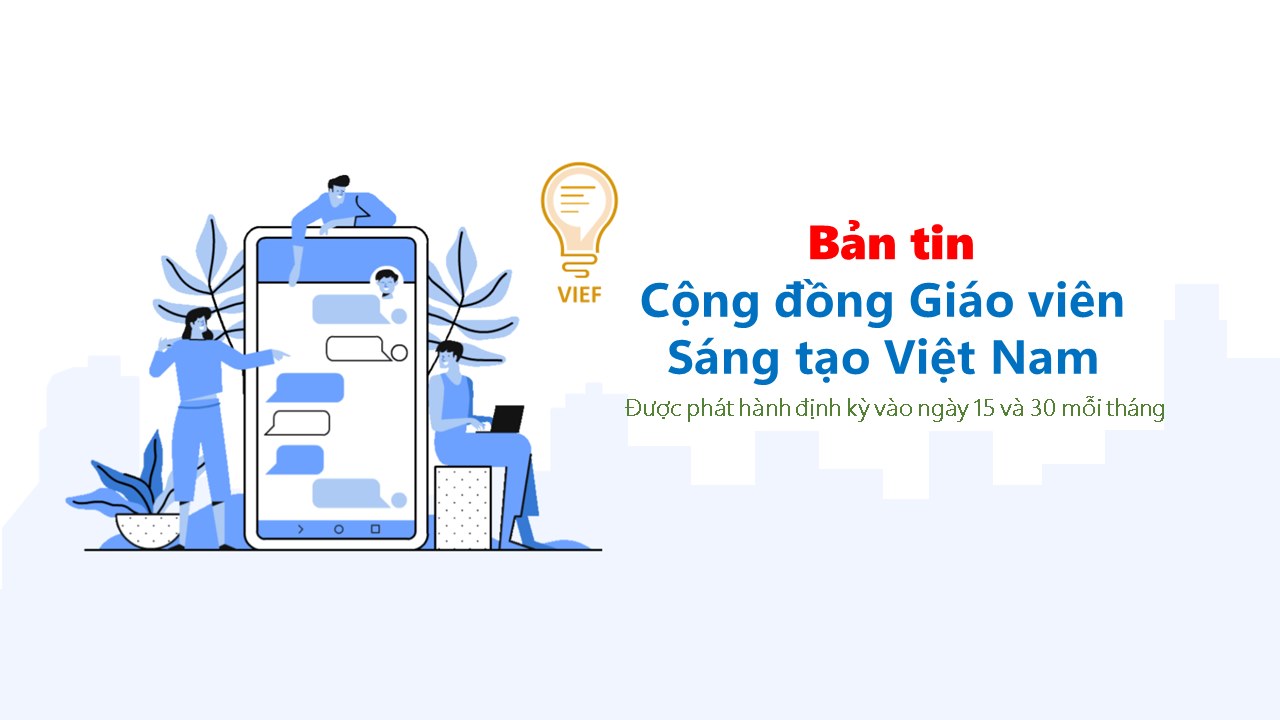 VIEF
Bản tin
Cộng đồng Giáo viên
Sáng tạo Việt Nam
Được phát hành định kỳ vào ngày 15 và 30 mỗi tháng